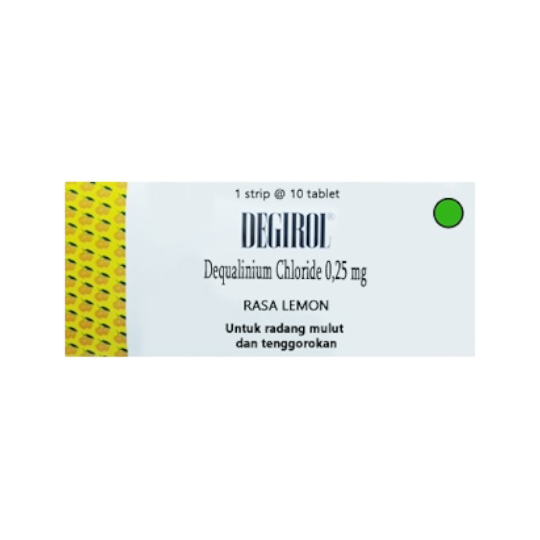 1 strip @ 10 tablet
DEGIROL®
Dequalinium Chloride 0,25 mg
RASA LEMON
Untuk radang mulut
dan tenggorokan